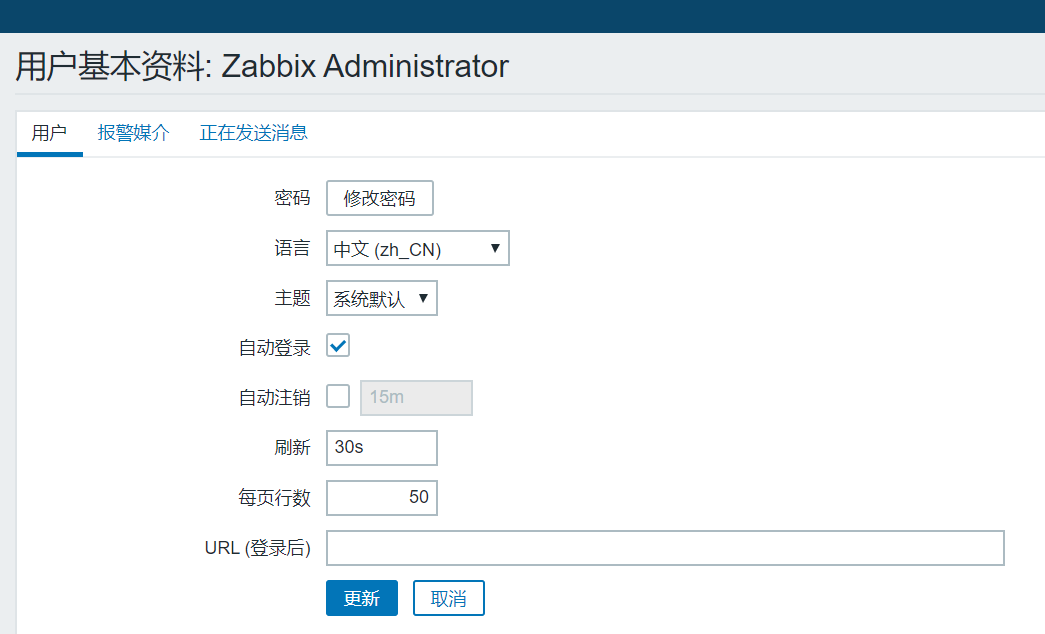 用户基本资料: Zabbix Administrator
用户 报警媒介 正在发送消息
密码 修改密码
语言 中文 (zh_CN)
主题 系统默认
自动登录
自动注销 15m
刷新 30s
每页行数 50
URL (登录后)
更新 取消